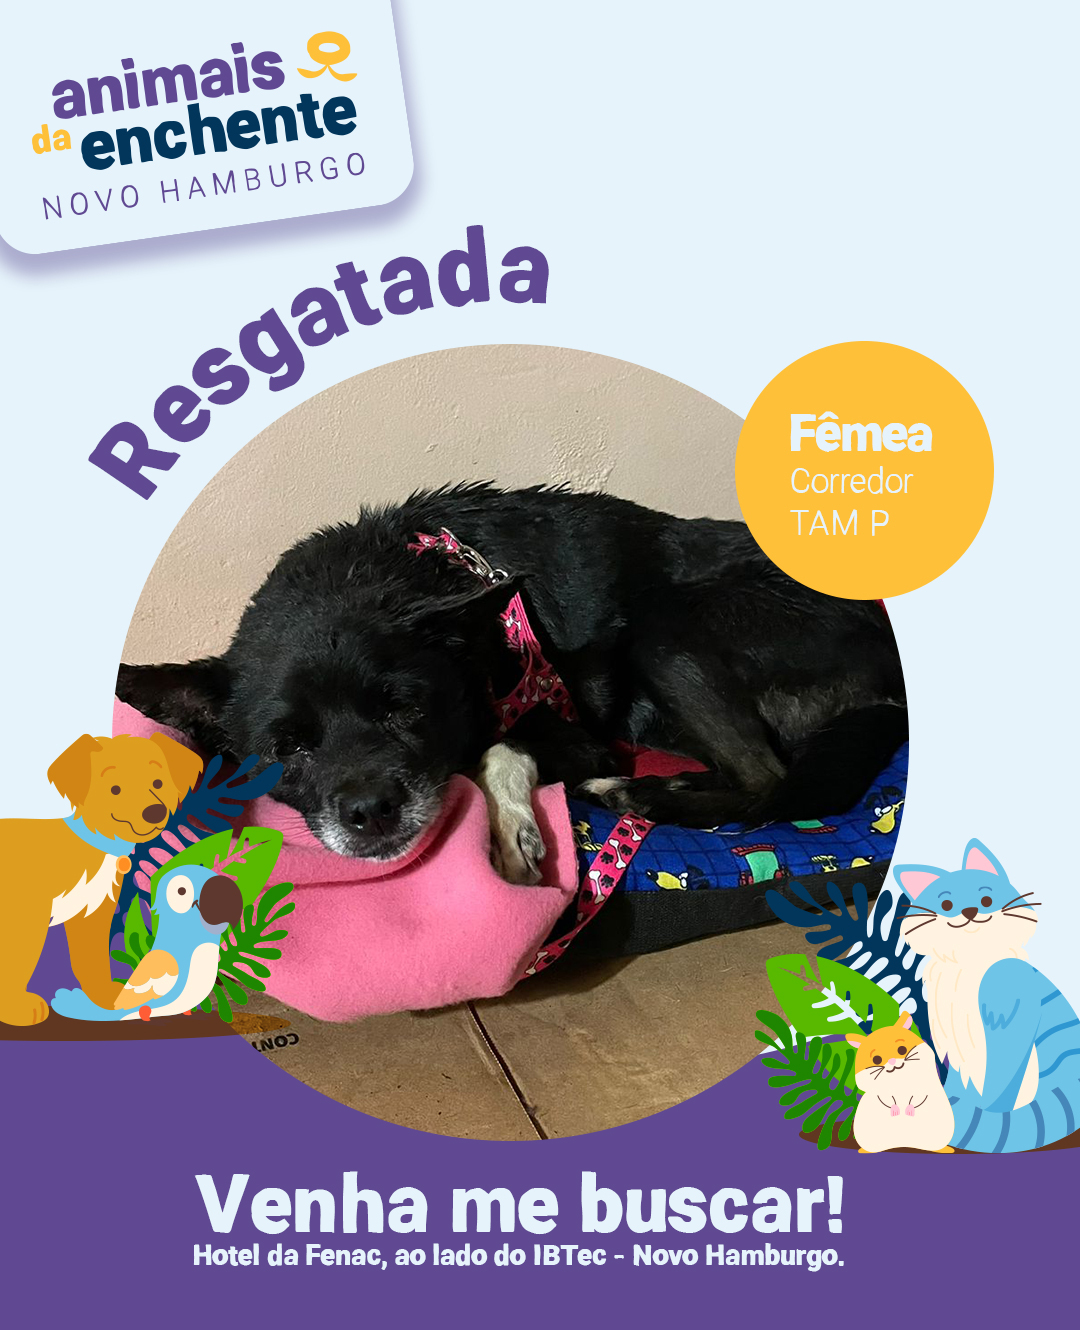 animais
da enchente
NOVO HAMBURGO
Resgatada
Fêmea
Corredor
TAM P
Venha me buscar!
Hotel da Fenac, ao lado do IBTec - Novo Hamburgo.